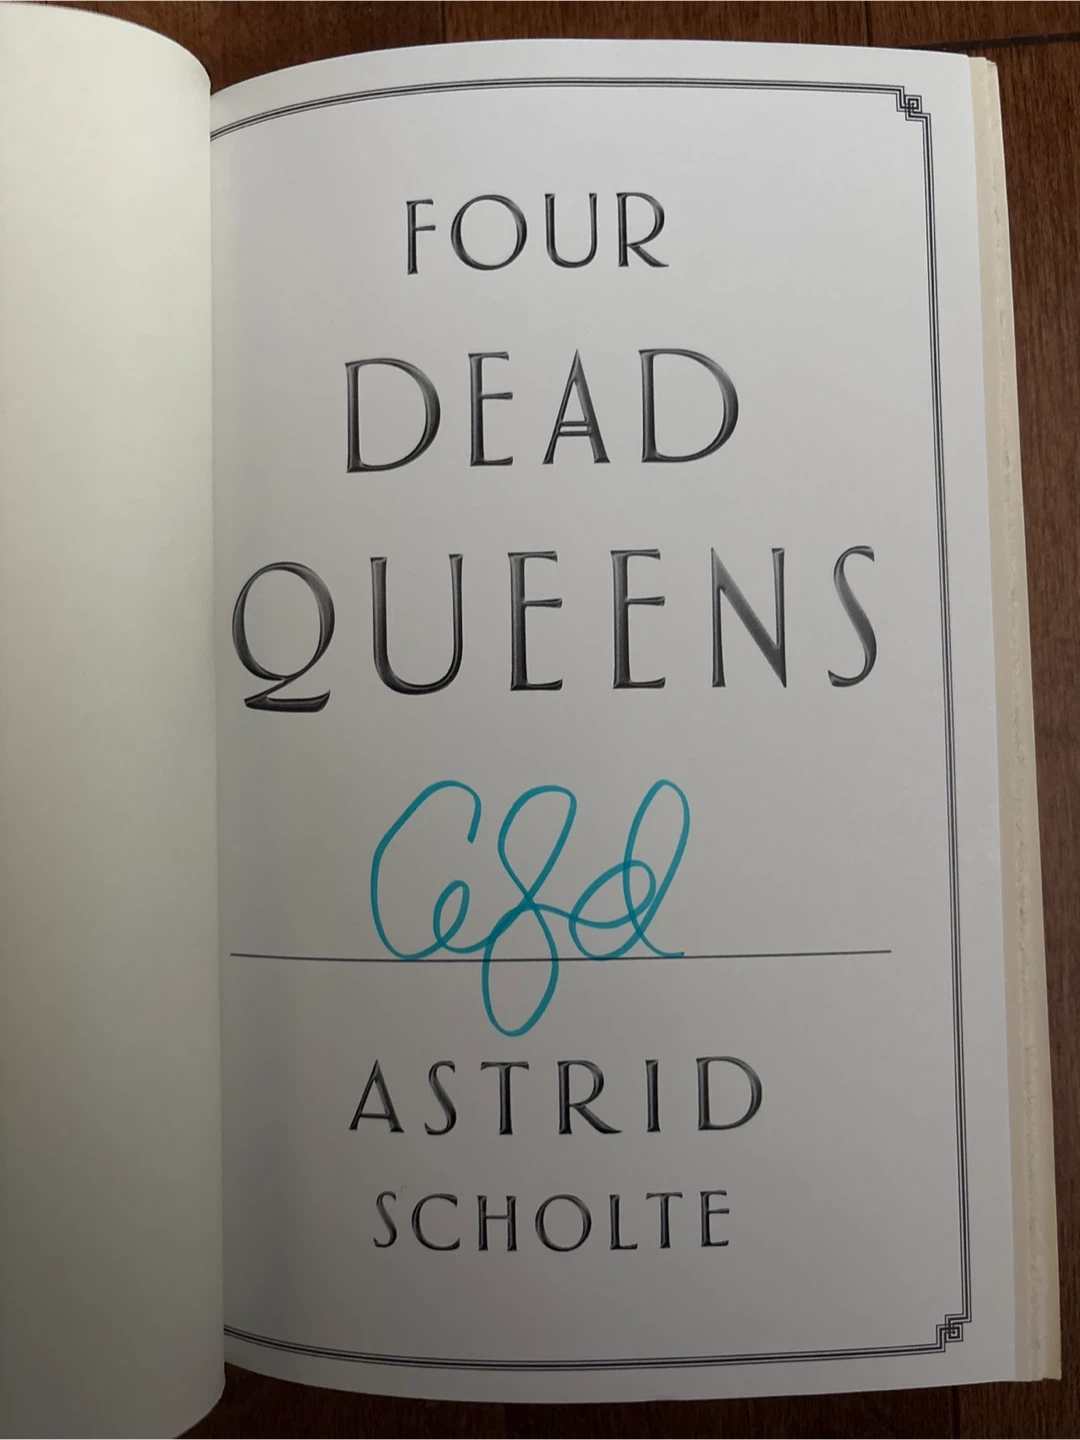 FOUR
DEAD
QUEENS
ASTRID
SCHOLTE